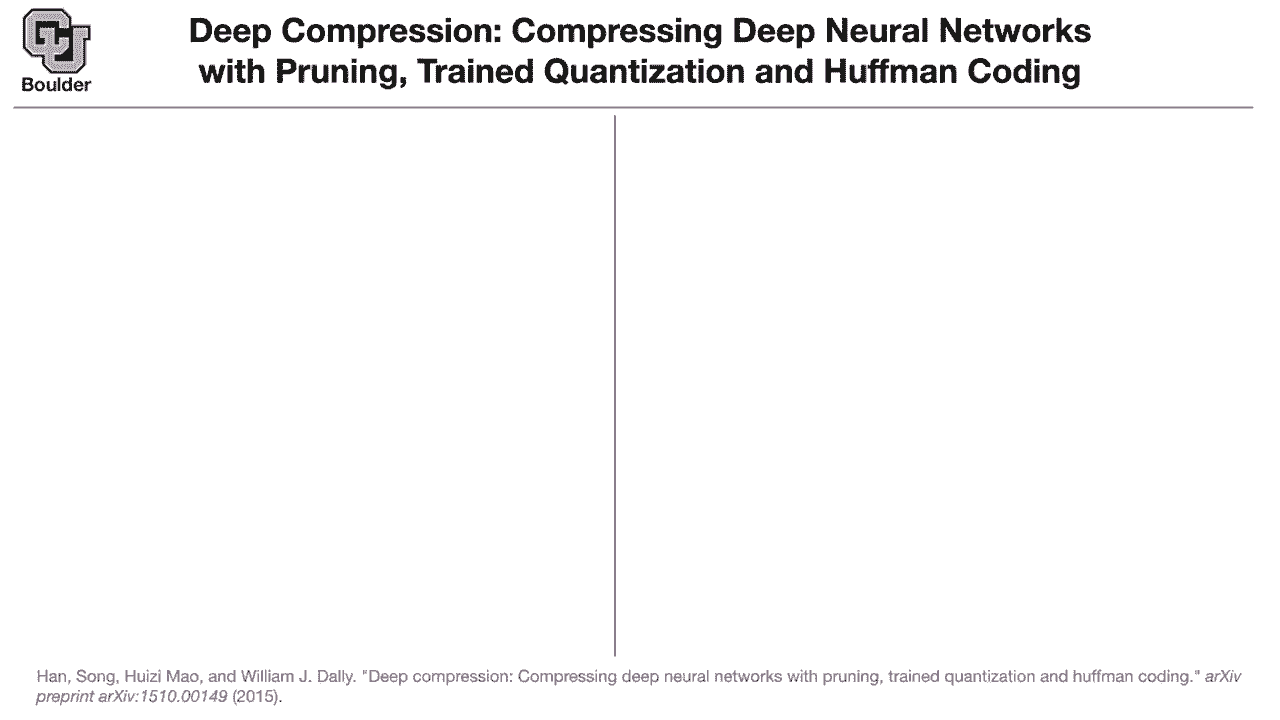 CU
Boulder
Deep Compression: Compressing Deep Neural Networks
with Pruning, Trained Quantization and Huffman Coding
Han, Song, Huizi Mao, and William J. Dally. "Deep compression: Compressing deep neural networks with pruning, trained quantization and huffman coding." arXiv
preprint arXiv:1510.00149 (2015).